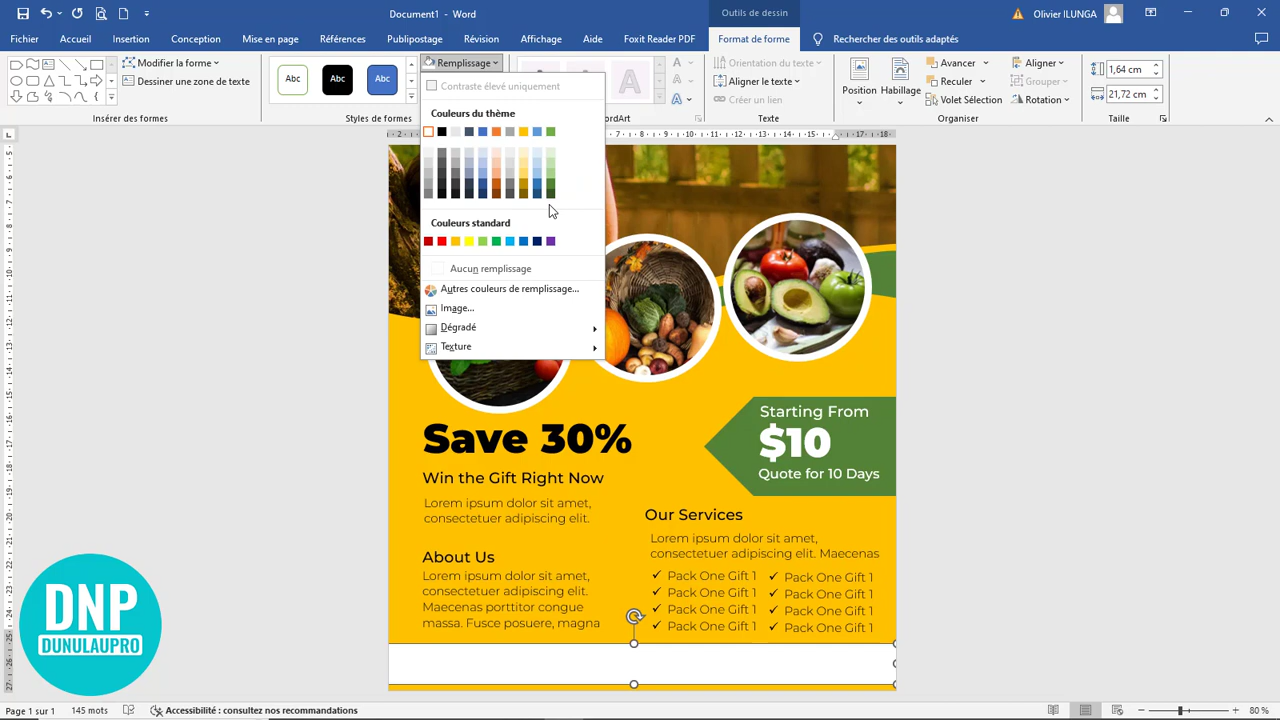 Document1 - Word
Outils de dessin
Olivier ILUNGA
Fichier Accueil Insertion Conception Mise en page Références Publipostage Révision Affichage Aide Foxit Reader PDF Format de forme Rechercher des outils adaptés
Modifier la forme
Dessiner une zone de texte
Insérer des formes
Abc Abc Abc
Styles de formes
Remplissage
Contraste élevé uniquement
Couleurs du thème
Couleurs standard
Aucun remplissage
Autres couleurs de remplissage...
Image...
Dégradé
Texture
Orientation du texte
Aligner le texte
Créer un lien
Texte
Position
Habillage
Avancer
Reculer
Volet Sélection
Aligner
Grouper
Rotation
Organiser
1,64 cm
21,72 cm
Taille
Save 30%
Win the Gift Right Now
Lorem ipsum dolor sit amet,
consectetuer adipiscing elit.
About Us
Lorem ipsum dolor sit amet,
consectetuer adipiscing elit.
Maecenas porttitor congue
massa. Fusce posuere, magna
Starting From
$10
Quote for 10 Days
Our Services
Lorem ipsum dolor sit amet,
consectetuer adipiscing elit. Maecenas
✓ Pack One Gift 1 ✓ Pack One Gift 1
✓ Pack One Gift 1 ✓ Pack One Gift 1
✓ Pack One Gift 1 ✓ Pack One Gift 1
✓ Pack One Gift 1 ✓ Pack One Gift 1
DNP
DUNULAUPRO
Page 1 sur 1 145 mots Accessibilité : consultez nos recommandations 80 %